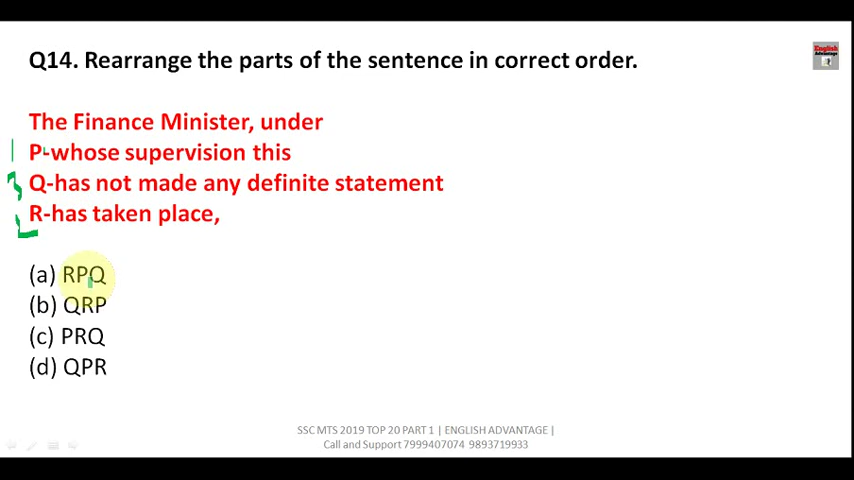 Q14. Rearrange the parts of the sentence in correct order.
English
Advantage
The Finance Minister, under
P-whose supervision this
Q-has not made any definite statement
R-has taken place,
(a) RPQ
(b) QRP
(c) PRQ
(d) QPR
SSC MTS 2019 TOP 20 PART 1 | ENGLISH ADVANTAGE |
Call and Support 7999407074 9893719933